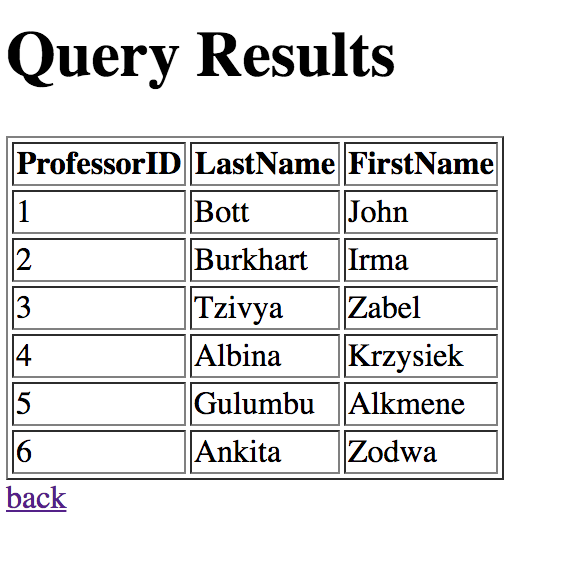 Query Results
ProfessorID LastName FirstName
1 Bott John
2 Burkhart Irma
3 Tzivya Zabel
4 Albina Krzysiek
5 Gulumbu Alkmene
6 Ankita Zodwa
back